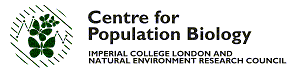 Centre for
Population Biology
IMPERIAL COLLEGE LONDON AND
NATURAL ENVIRONMENT RESEARCH COUNCIL